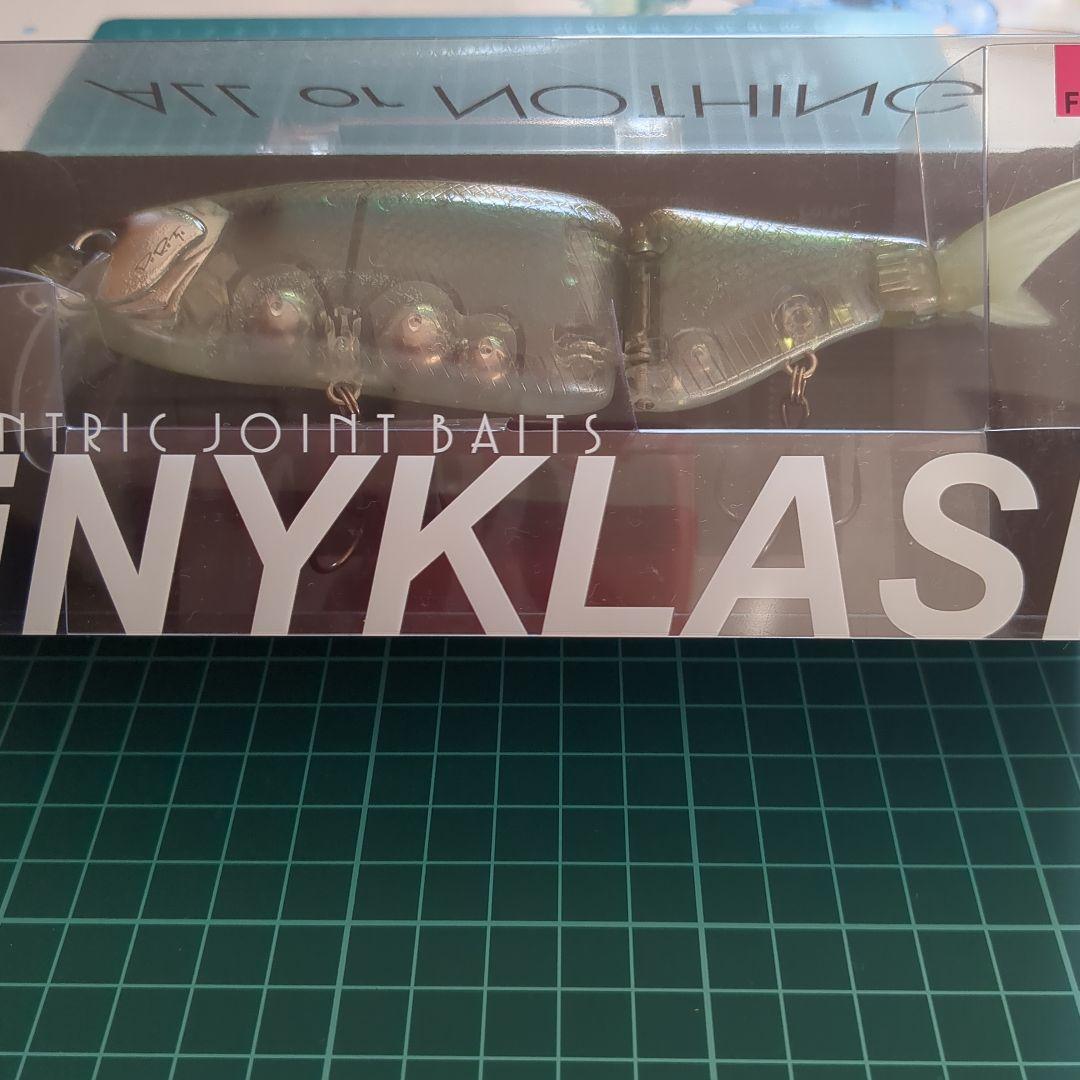 ALL or NOTHING
F
NTRIC JOINT BAITS
NYKLAS